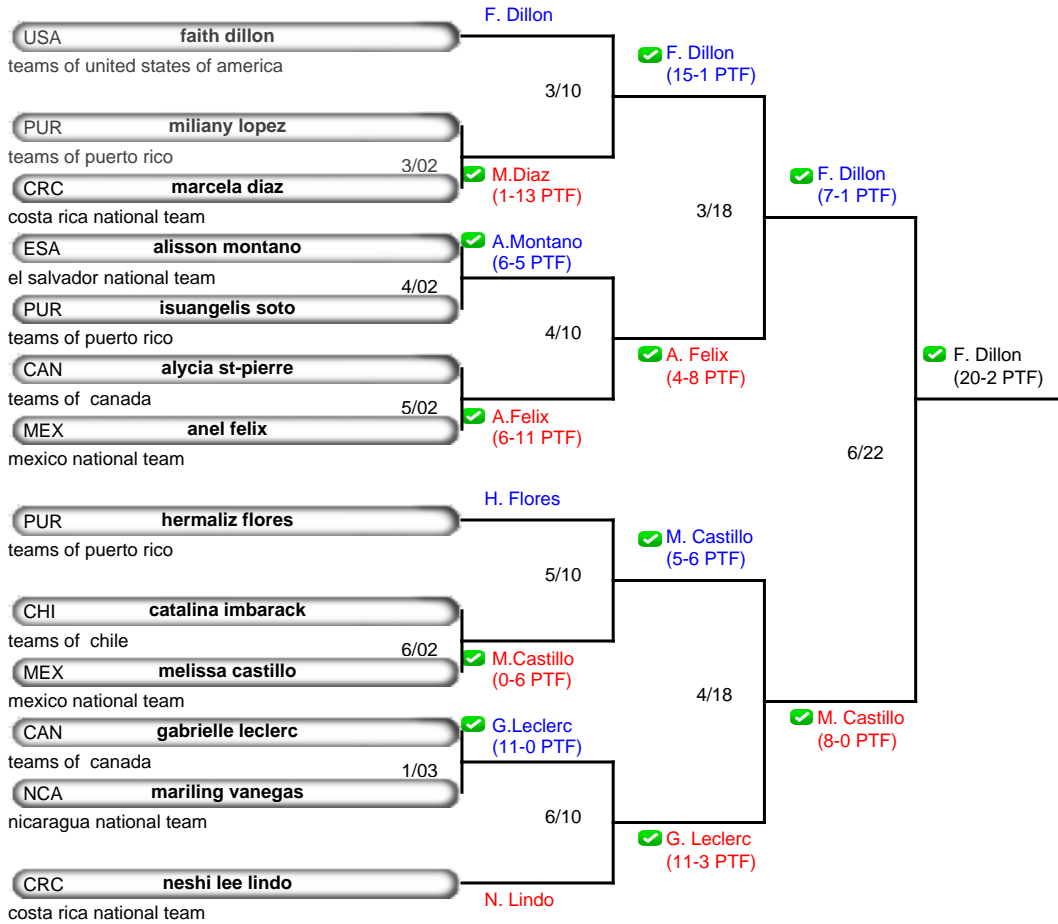 F. Dillon
USA faith dillon
teams of united states of america
F. Dillon
(15-1 PTF)
3/10
PUR miliany lopez
teams of puerto rico
3/02
CRC marcela diaz
costa rica national team
M.Diaz
(1-13 PTF)
F. Dillon
(7-1 PTF)
3/18
ESA alisson montano
el salvador national team
A.Montano
(6-5 PTF)
4/02
PUR isuangelis soto
teams of puerto rico
4/10
CAN alycia st-pierre
teams of  canada
A. Felix
(4-8 PTF)
5/02
MEX anel felix
mexico national team
A.Felix
(6-11 PTF)
F. Dillon
(20-2 PTF)
6/22
H. Flores
PUR hermaliz flores
teams of puerto rico
M. Castillo
(5-6 PTF)
5/10
CHI catalina imbarack
teams of  chile
6/02
MEX melissa castillo
mexico national team
M.Castillo
(0-6 PTF)
4/18
M. Castillo
(8-0 PTF)
CAN gabrielle leclerc
teams of  canada
G.Leclerc
(11-0 PTF)
1/03
NCA mariling vanegas
nicaragua national team
6/10
G. Leclerc
(11-3 PTF)
CRC neshi lee lindo
costa rica national team
N. Lindo